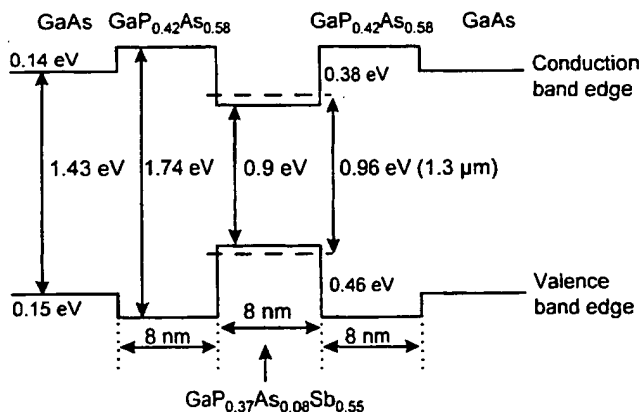 GaAs GaP0.42As0.58 GaP0.42As0.58 GaAs
0.14 eV 0.38 eV Conduction
band edge
1.43 eV 1.74 eV 0.9 eV 0.96 eV (1.3 μm)
0.15 eV 0.46 eV Valence
band edge
8 nm 8 nm 8 nm
GaP0.37As0.08Sb0.55